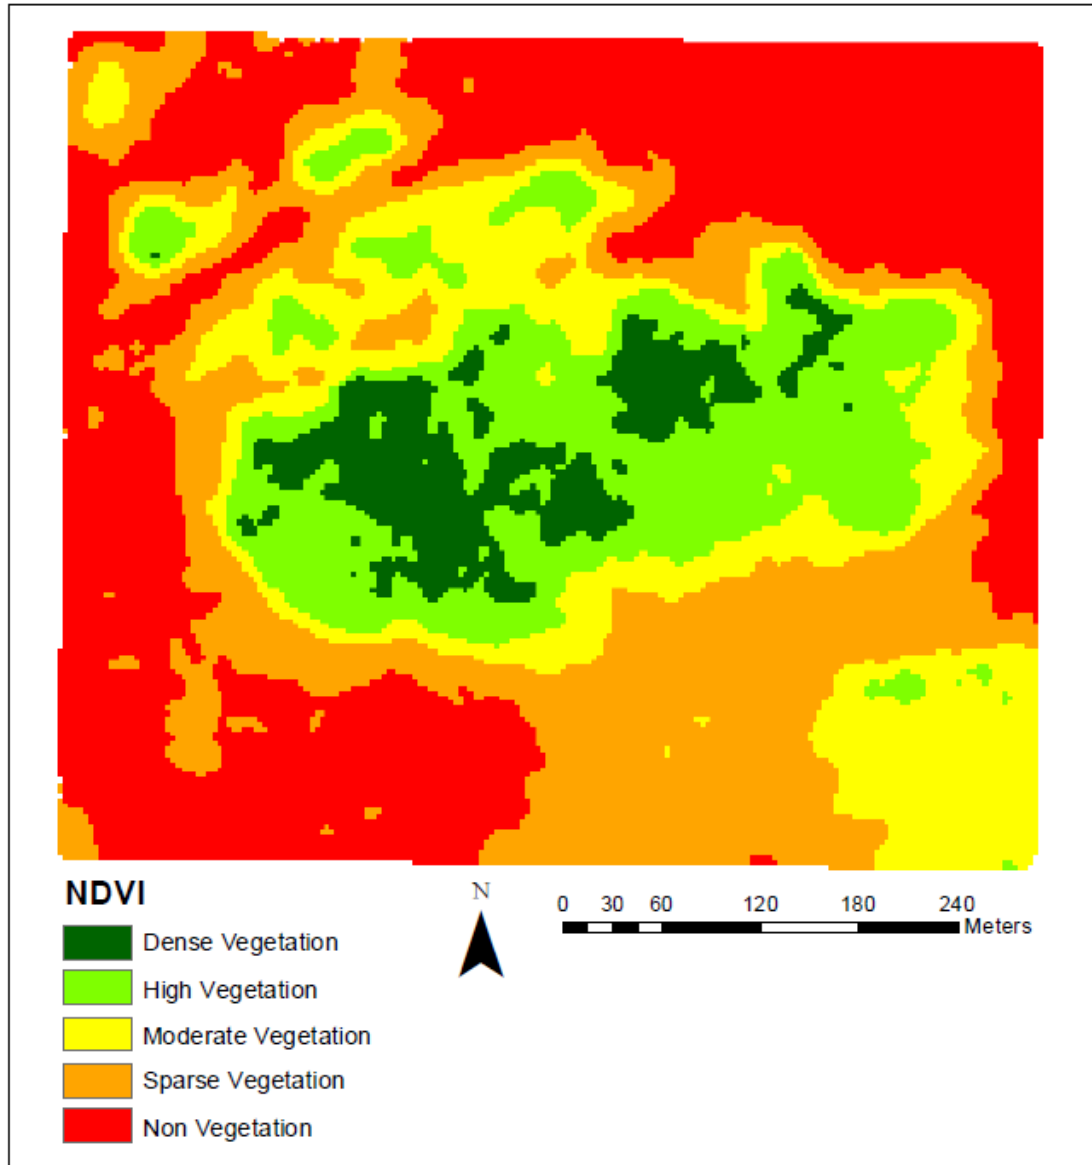 NDVI
Dense Vegetation
High Vegetation
Moderate Vegetation
Sparse Vegetation
Non Vegetation
N
0 30 60 120 180 240
Meters